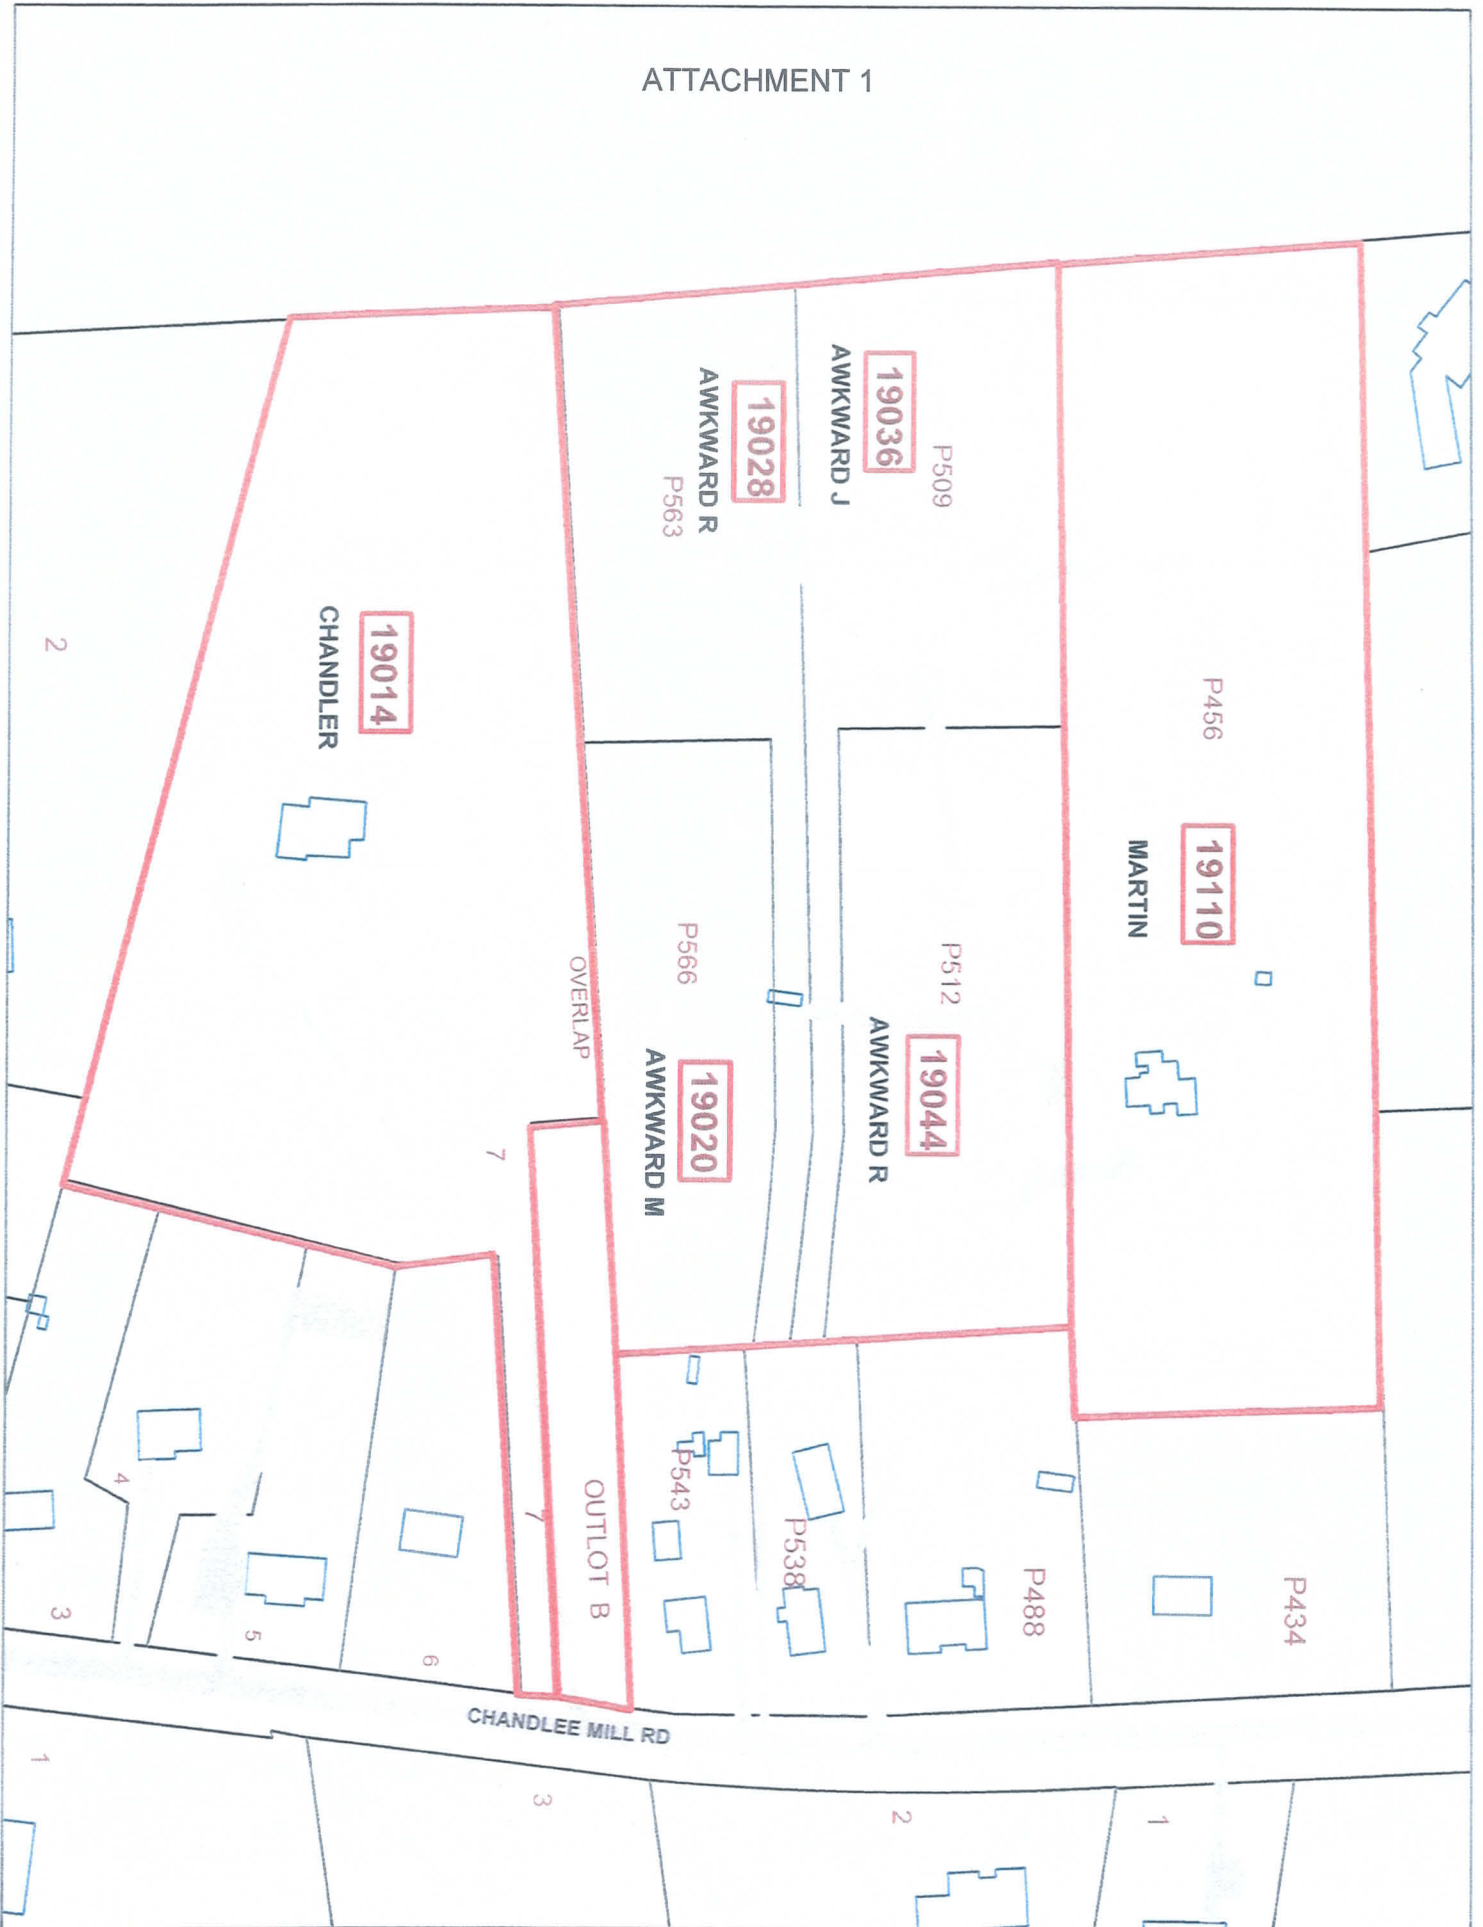 ATTACHMENT 1
P456
19110
MARTIN
P509
19036
AWKWARD J
19028
AWKWARD R
P563
P512
19044
AWKWARD R
P566
19020
AWKWARD M
OVERLAP
19014
CHANDLER
2
7
7
OUTLOT B
P543
P538
P488
P434
4
3
5
6
CHANDLEE MILL RD
1
3
2
1